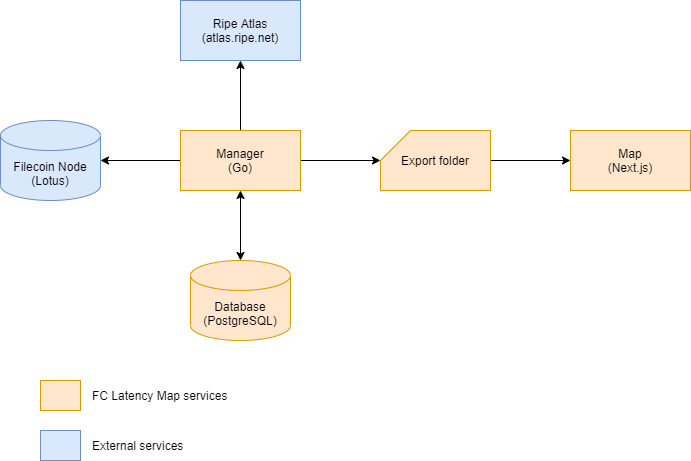 Ripe Atlas
(atlas.ripe.net)
Filecoin Node
(Lotus)
Manager
(Go)
Export folder
Map
(Next.js)
Database
(PostgreSQL)
FC Latency Map services
External services